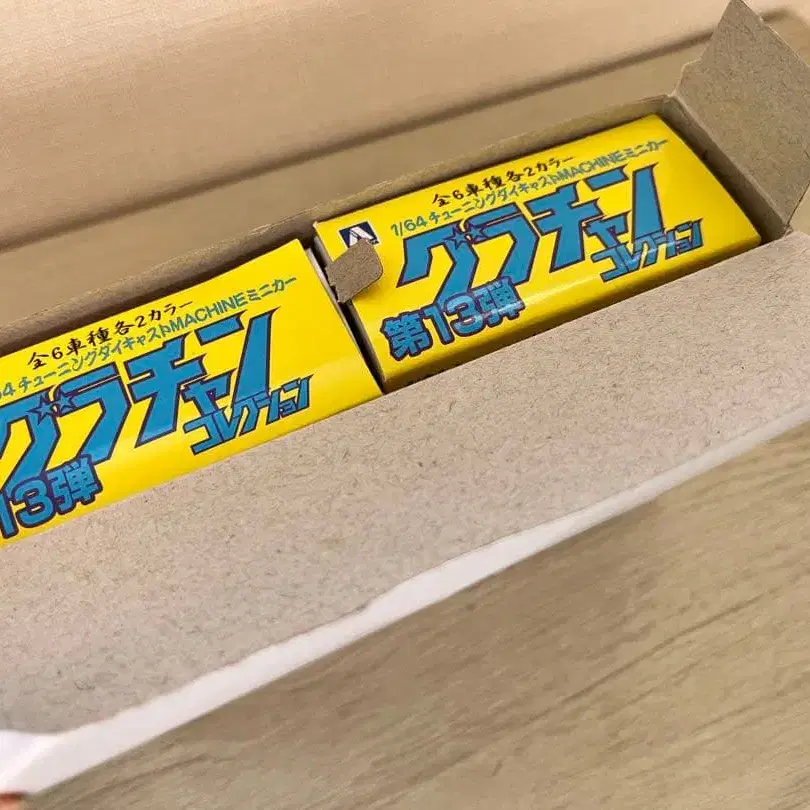 全6車種各2カラー
1/64 チューニングダイキャストMACHINEミニカー
グラチャン
コレクション
第13弾
全6車種各2カラー
64 チューニングダイキャストMACHINEミニカー
グラチャン
コレクション
13弾